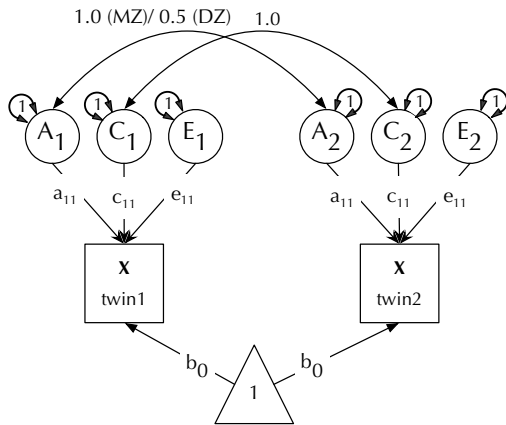 1.0 (MZ)/ 0.5 (DZ) 1.0
1 1 1 1 1 1
A1 C1 E1 A2 C2 E2
a11 c11 e11 a11 c11 e11
x x
twin1 twin2
b0 b0
1